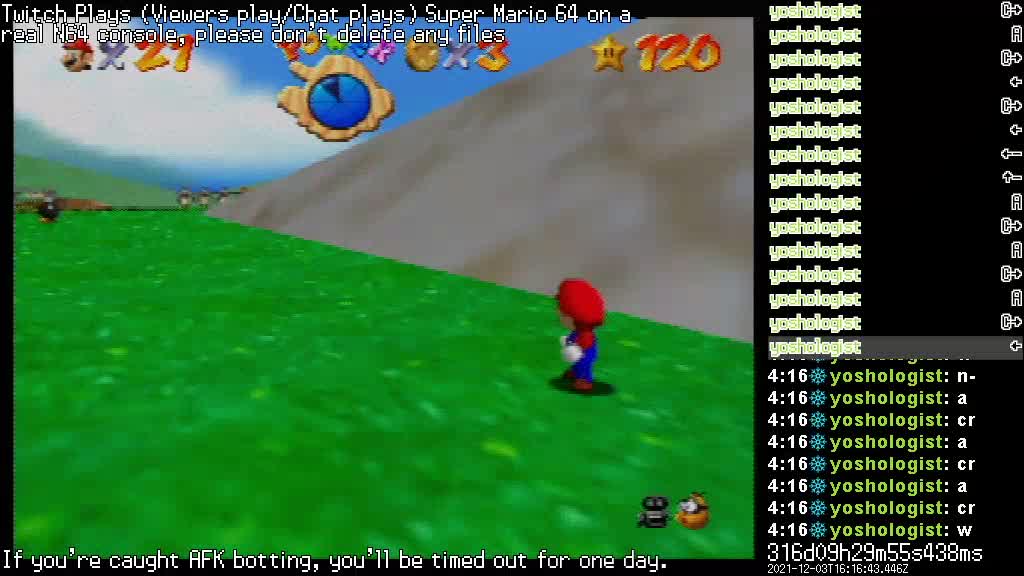 Twitch Plays (Viewers play/Chat plays) Super Mario 64 on a
real N64 console, please don't delete any files
21 3 120
yoshologist C→
yoshologist A
yoshologist C→
yoshologist ←
yoshologist C→
yoshologist ←
yoshologist ←
yoshologist ←
yoshologist A
yoshologist C→
yoshologist A
yoshologist C→
yoshologist A
yoshologist C→
yoshologist ←
4:16 yoshologist: n-
4:16 yoshologist: a
4:16 yoshologist: cr
4:16 yoshologist: a
4:16 yoshologist: cr
4:16 yoshologist: a
4:16 yoshologist: cr
4:16 yoshologist: w
If you're caught AFK botting, you'll be timed out for one day.
316d09h29m55s438ms
2021-12-03T16:16:43.446Z